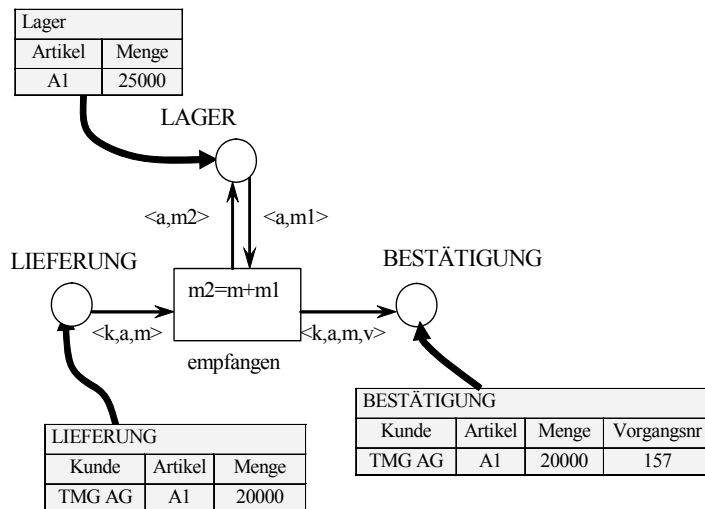 Lager
Artikel Menge
A1 25000
LAGER
<a,m2> <a,m1>
LIEFERUNG
BESTÄTIGUNG
m2=m+m1
<k,a,m>
<k,a,m,v>
empfangen
BESTÄTIGUNG
Kunde Artikel Menge Vorgangsnr
TMG AG A1 20000 157
LIEFERUNG
Kunde Artikel Menge
TMG AG A1 20000